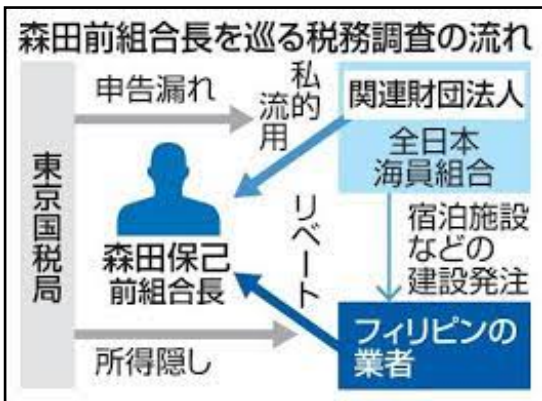 森田前組合長を巡る税務調査の流れ
東京国税局
申告漏れ
私的
流用
関連財団法人
全日本
海員組合
森田保己
前組合長
リベート
宿泊施設
などの
建設発注
所得隠し
フィリピンの
業者